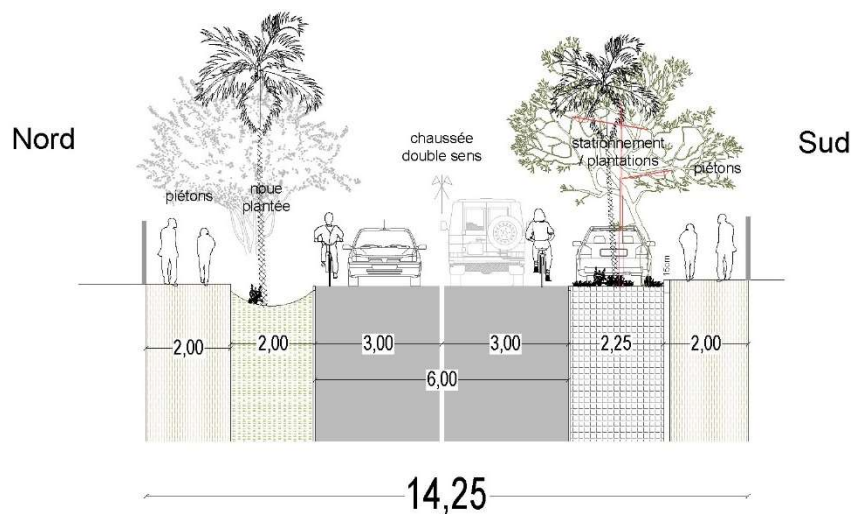 Nord
Sud
chaussée
double sens
stationnement
/ plantations
piétons
noue
plantée
piétons
15cm
2,00
2,00
3,00
3,00
2,25
2,00
6,00
14,25